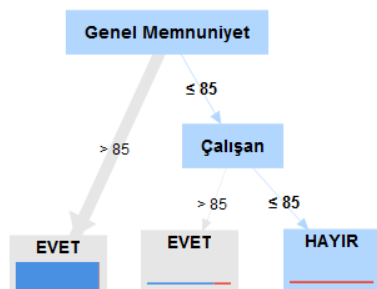 Genel Memnuniyet
≤ 85
> 85
Çalışan
> 85
≤ 85
EVET
EVET
HAYIR